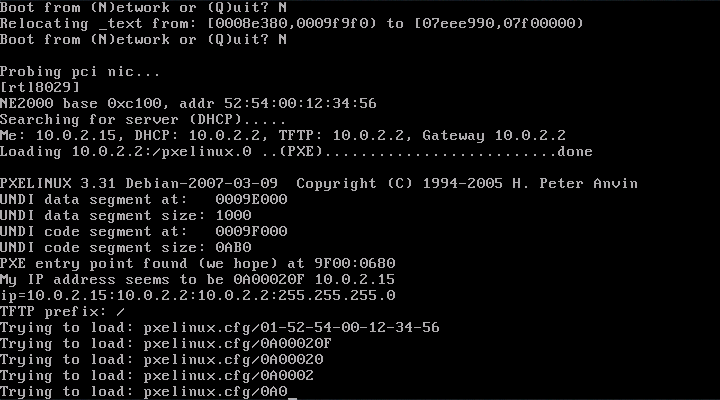 Boot from (N)etwork or (Q)uit? N
Relocating _text from: [0008e380,0009f9f0) to [07eee990,07f00000)
Boot from (N)etwork or (Q)uit? N
Probing pci nic...
[rtl8029]
NE2000 base 0xc100, addr 52:54:00:12:34:56
Searching for server (DHCP).....
Me: 10.0.2.15, DHCP: 10.0.2.2, TFTP: 10.0.2.2, Gateway 10.0.2.2
Loading 10.0.2.2:/pxelinux.0 ..(PXE)..........................done
PXELINUX 3.31 Debian-2007-03-09  Copyright (C) 1994-2005 H. Peter Anvin
UNDI data segment at:   0009E000
UNDI data segment size: 1000
UNDI code segment at:   0009F000
UNDI code segment size: 0AB0
PXE entry point found (we hope) at 9F00:0680
My IP address seems to be 0A00020F 10.0.2.15
ip=10.0.2.15:10.0.2.2:10.0.2.2:255.255.255.0
TFTP prefix: /
Trying to load: pxelinux.cfg/01-52-54-00-12-34-56
Trying to load: pxelinux.cfg/0A00020F
Trying to load: pxelinux.cfg/0A00020
Trying to load: pxelinux.cfg/0A0002
Trying to load: pxelinux.cfg/0A0_